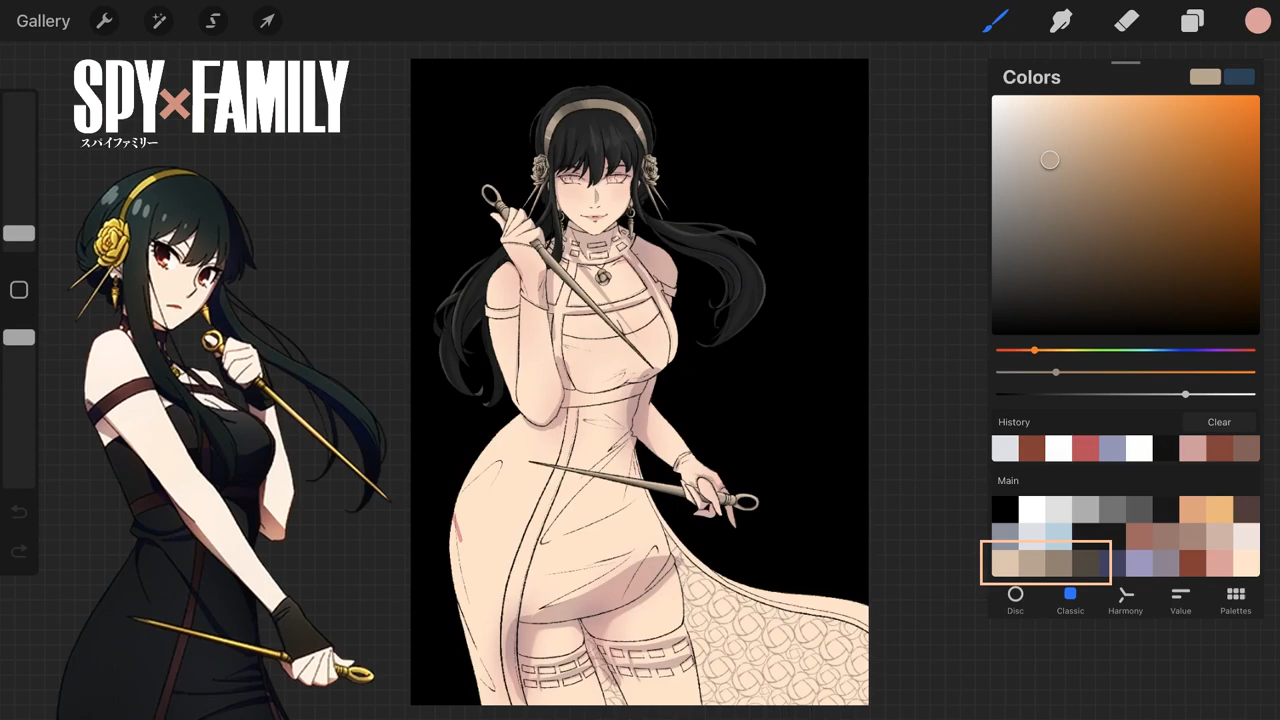 Gallery
SPY×FAMILY
スパイファミリー
Colors
History
Clear
Main
Disc
Classic
Harmony
Value
Palettes